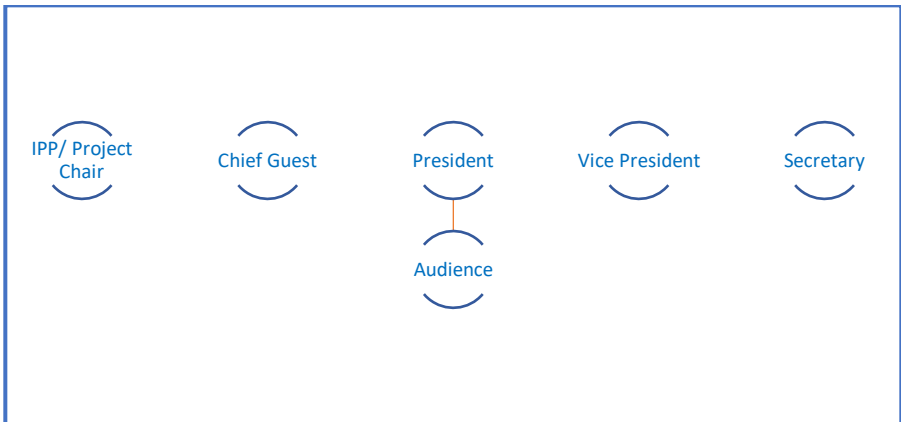 IPP/ Project
Chair
Chief Guest
President
Vice President
Secretary
Audience